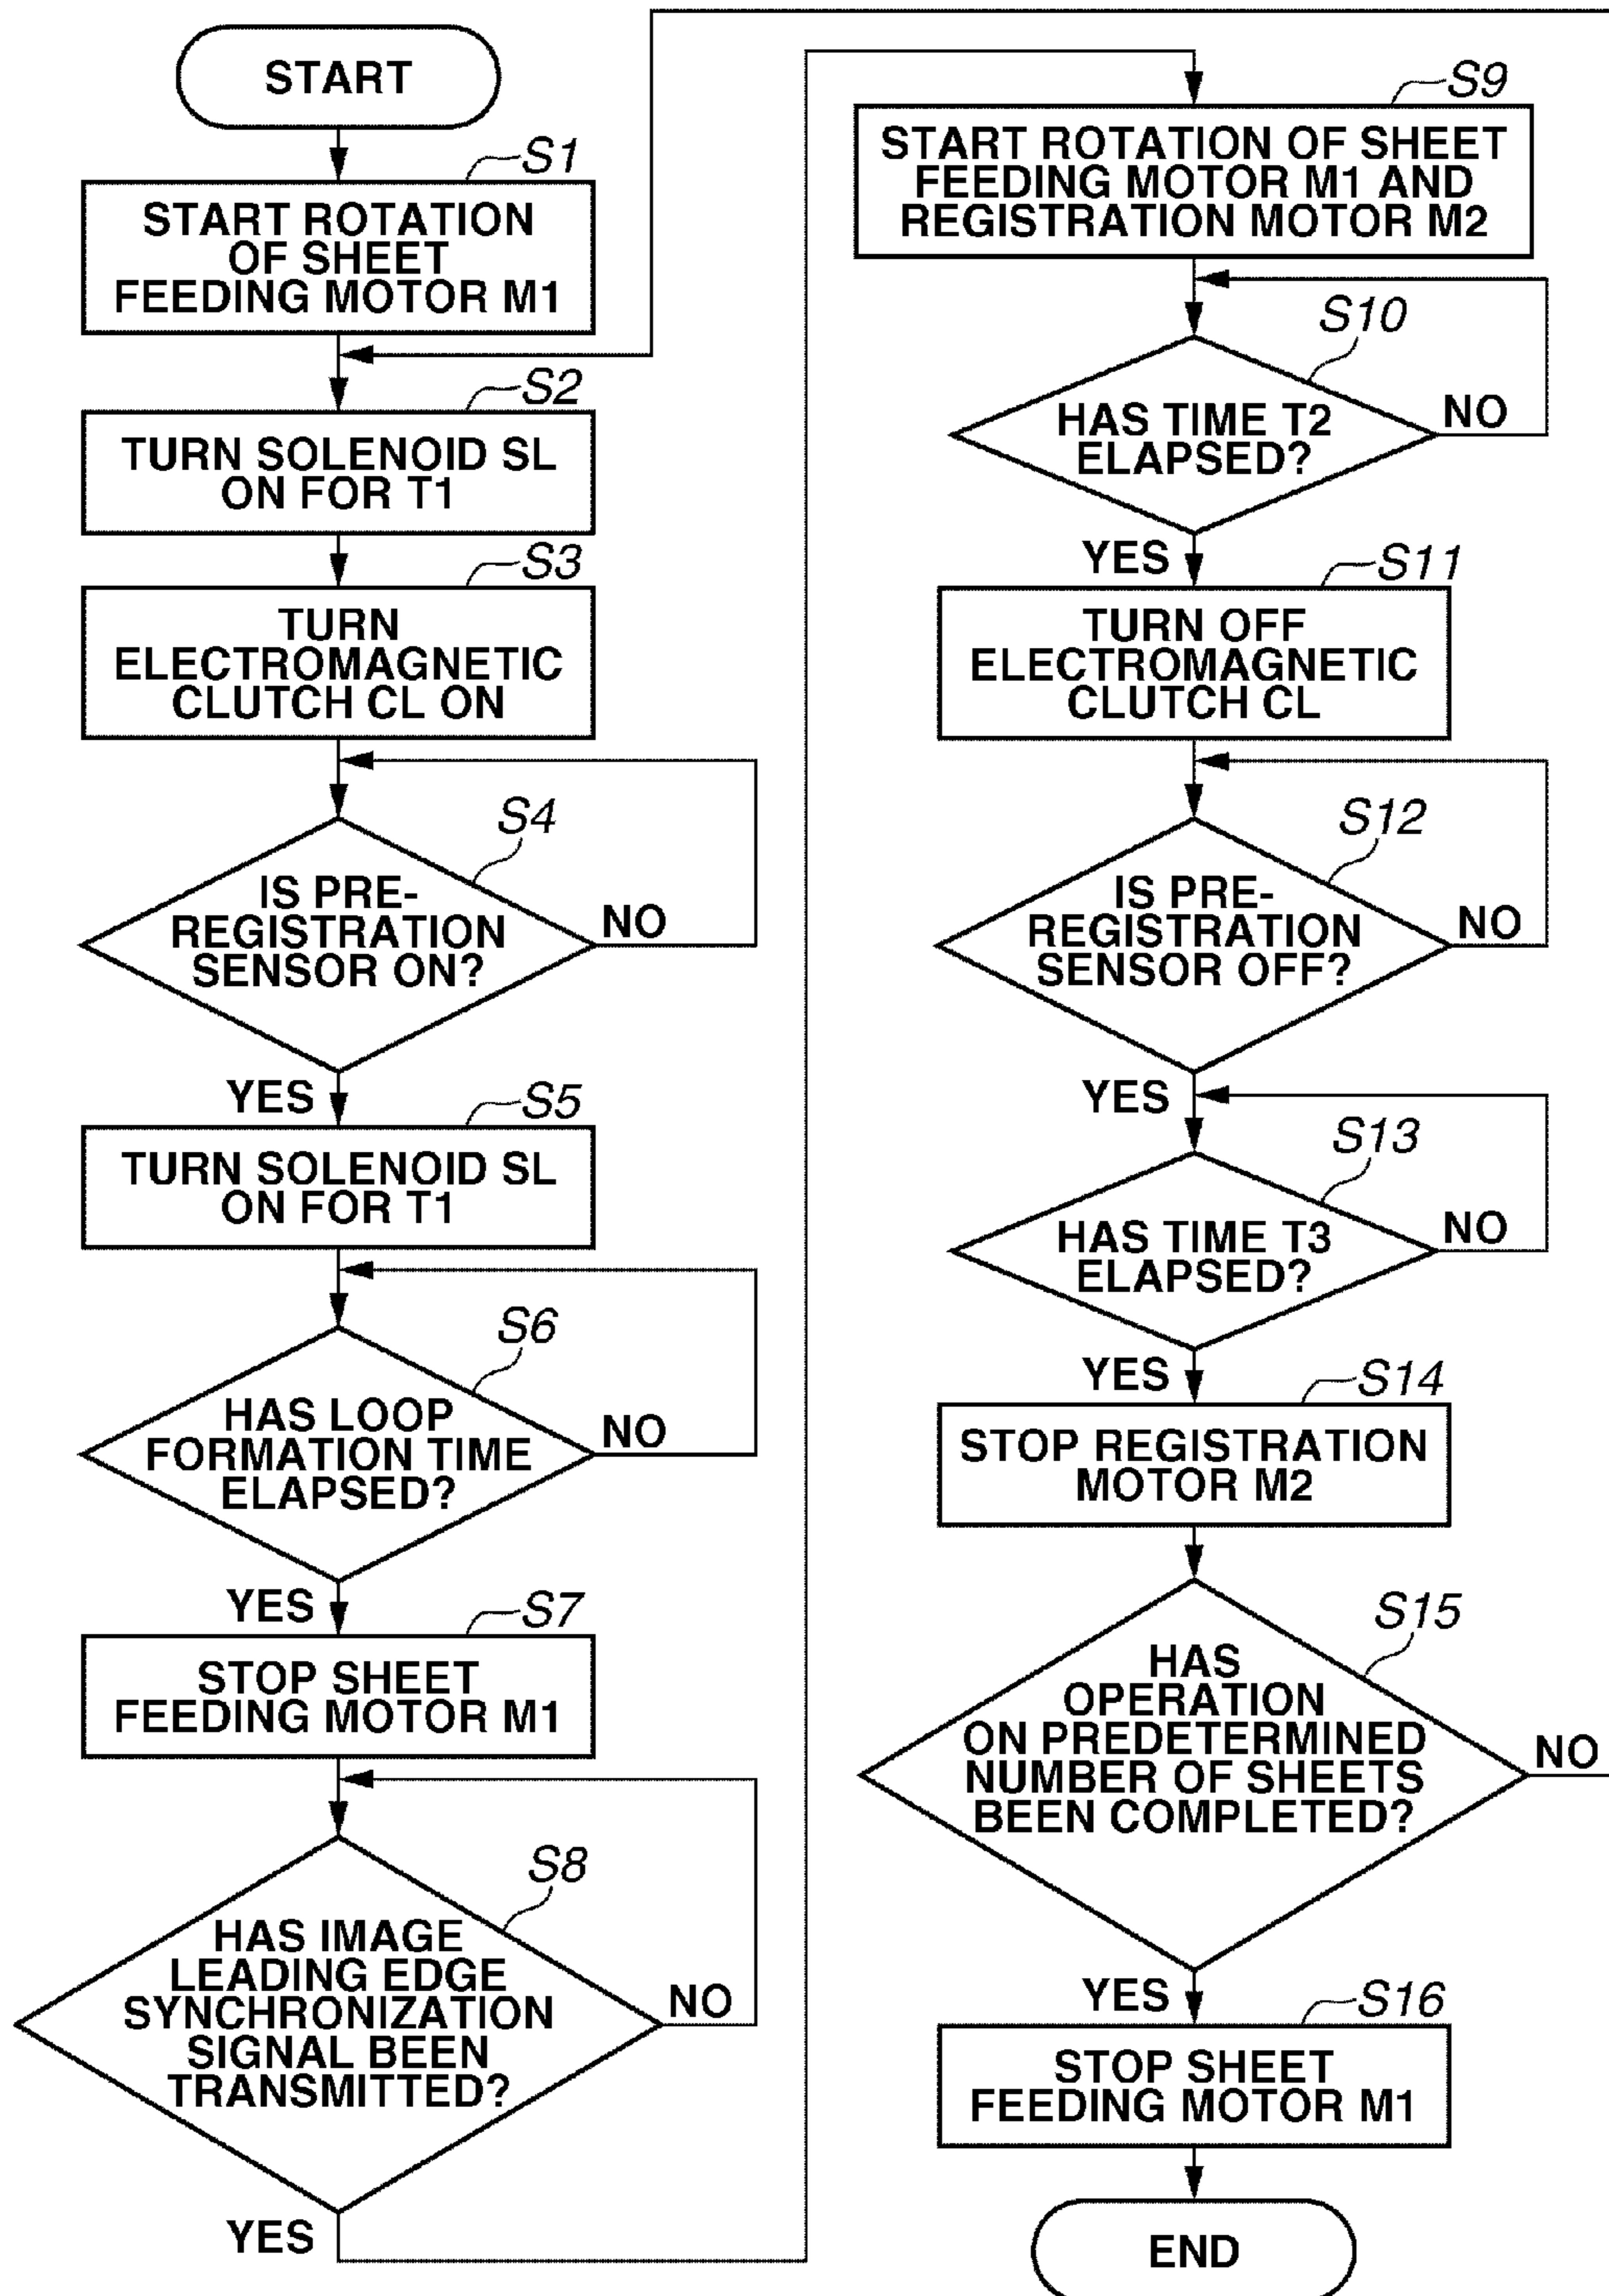 START
S1
START ROTATION
OF SHEET
FEEDING MOTOR M1
S2
TURN SOLENOID SL
ON FOR T1
S3
TURN
ELECTROMAGNETIC
CLUTCH CL ON
S4
IS PRE-
REGISTRATION
SENSOR ON?
NO
YES
S5
TURN SOLENOID SL
ON FOR T1
S6
HAS LOOP
FORMATION TIME
ELAPSED?
NO
YES
S7
STOP SHEET
FEEDING MOTOR M1
S8
HAS IMAGE
LEADING EDGE
SYNCHRONIZATION
SIGNAL BEEN
TRANSMITTED?
NO
YES
S9
START ROTATION OF SHEET
FEEDING MOTOR M1 AND
REGISTRATION MOTOR M2
S10
HAS TIME T2
ELAPSED?
NO
YES
S11
TURN OFF
ELECTROMAGNETIC
CLUTCH CL
S12
IS PRE-
REGISTRATION
SENSOR OFF?
NO
YES
S13
HAS TIME T3
ELAPSED?
NO
YES
S14
STOP REGISTRATION
MOTOR M2
S15
HAS
OPERATION
ON PREDETERMINED
NUMBER OF SHEETS
BEEN COMPLETED?
NO
YES
S16
STOP SHEET
FEEDING MOTOR M1
END